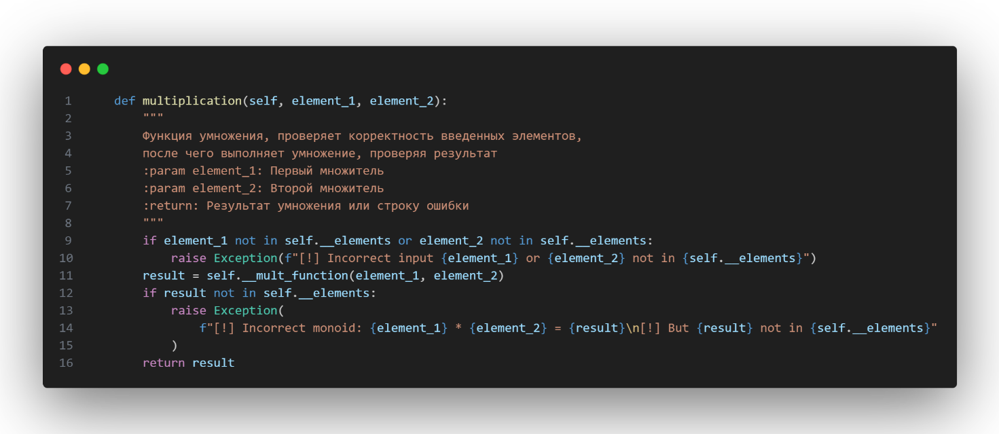 1 def multiplication(self, element_1, element_2):
2 """
3 Функция умножения, проверяет корректность введенных элементов,
4 после чего выполняет умножение, проверяя результат
5 :param element_1: Первый множитель
6 :param element_2: Второй множитель
7 :return: Результат умножения или строку ошибки
8 """
9 if element_1 not in self.__elements or element_2 not in self.__elements:
10 raise Exception(f"[!] Incorrect input {element_1} or {element_2} not in {self.__elements}")
11 result = self.__mult_function(element_1, element_2)
12 if result not in self.__elements:
13 raise Exception(
14 f"[!] Incorrect monoid: {element_1} * {element_2} = {result}\n[!] But {result} not in {self.__elements}"
15 )
16 return result